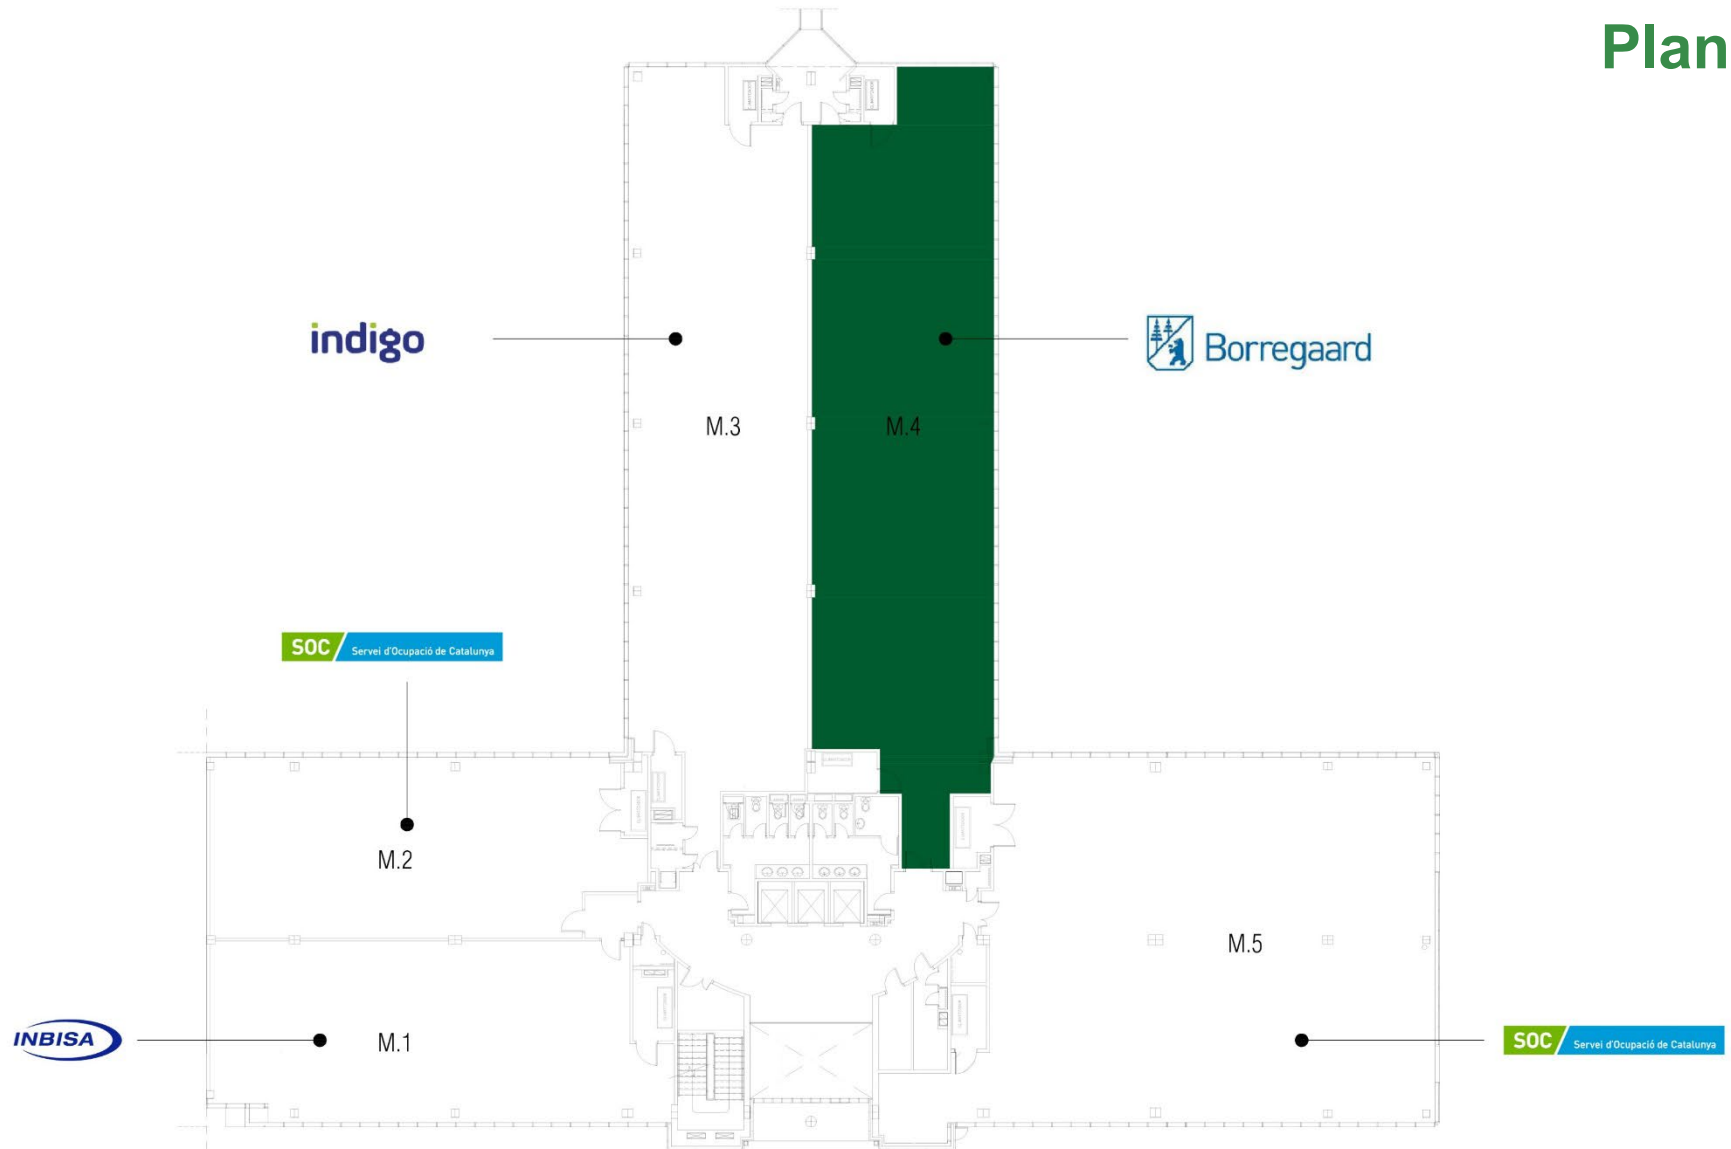 Plan
indigo
Borregaard
M.3
M.4
SOC Servei d'Ocupació de Catalunya
M.2
M.5
INBISA
M.1
SOC Servei d'Ocupació de Catalunya